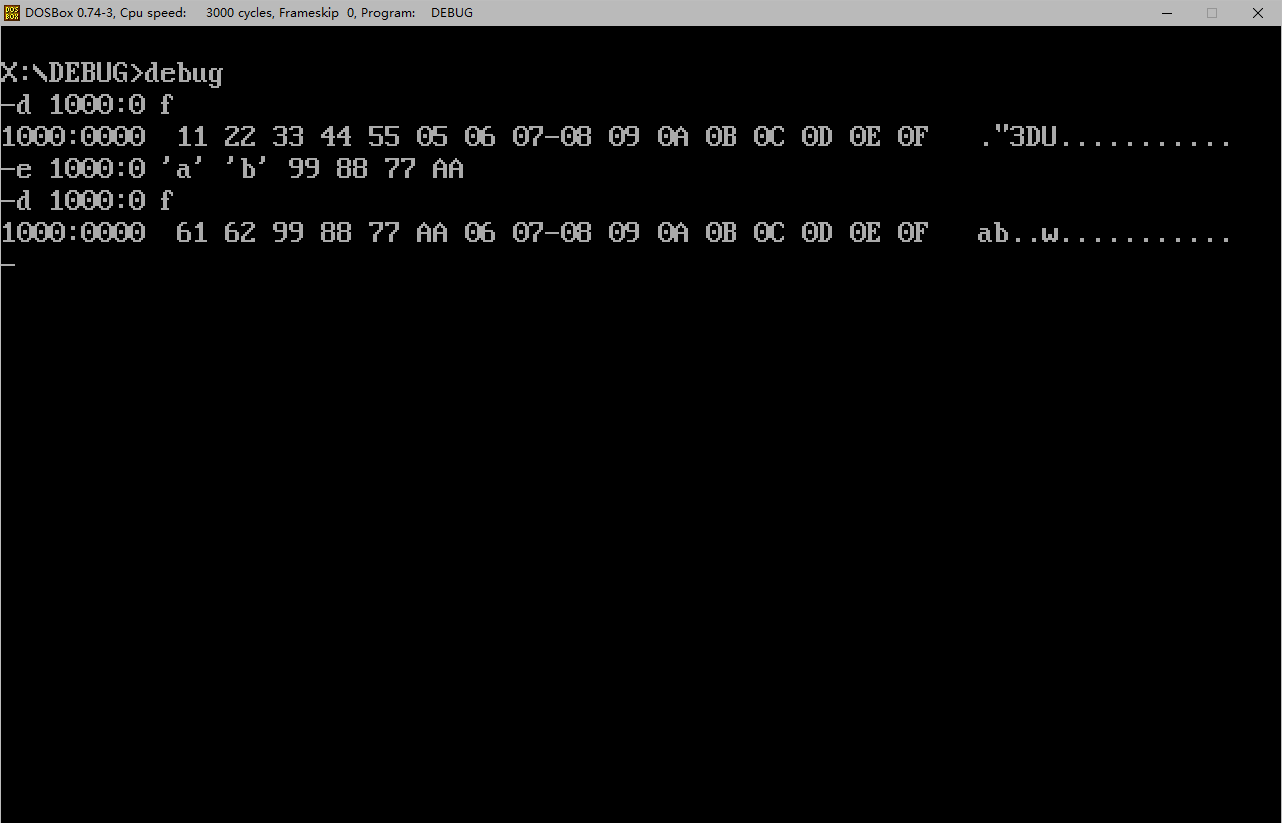 DOSBox 0.74-3, Cpu speed:    3000 cycles, Frameskip  0, Program:    DEBUG
X:\DEBUG>debug
-d 1000:0 f
1000:0000  11 22 33 44 55 05 06 07-08 09 0A 0B 0C 0D 0E 0F   ."3DU...........
-e 1000:0 'a' 'b' 99 88 77 AA
-d 1000:0 f
1000:0000  61 62 99 88 77 AA 06 07-08 09 0A 0B 0C 0D 0E 0F   ab..w...........
-